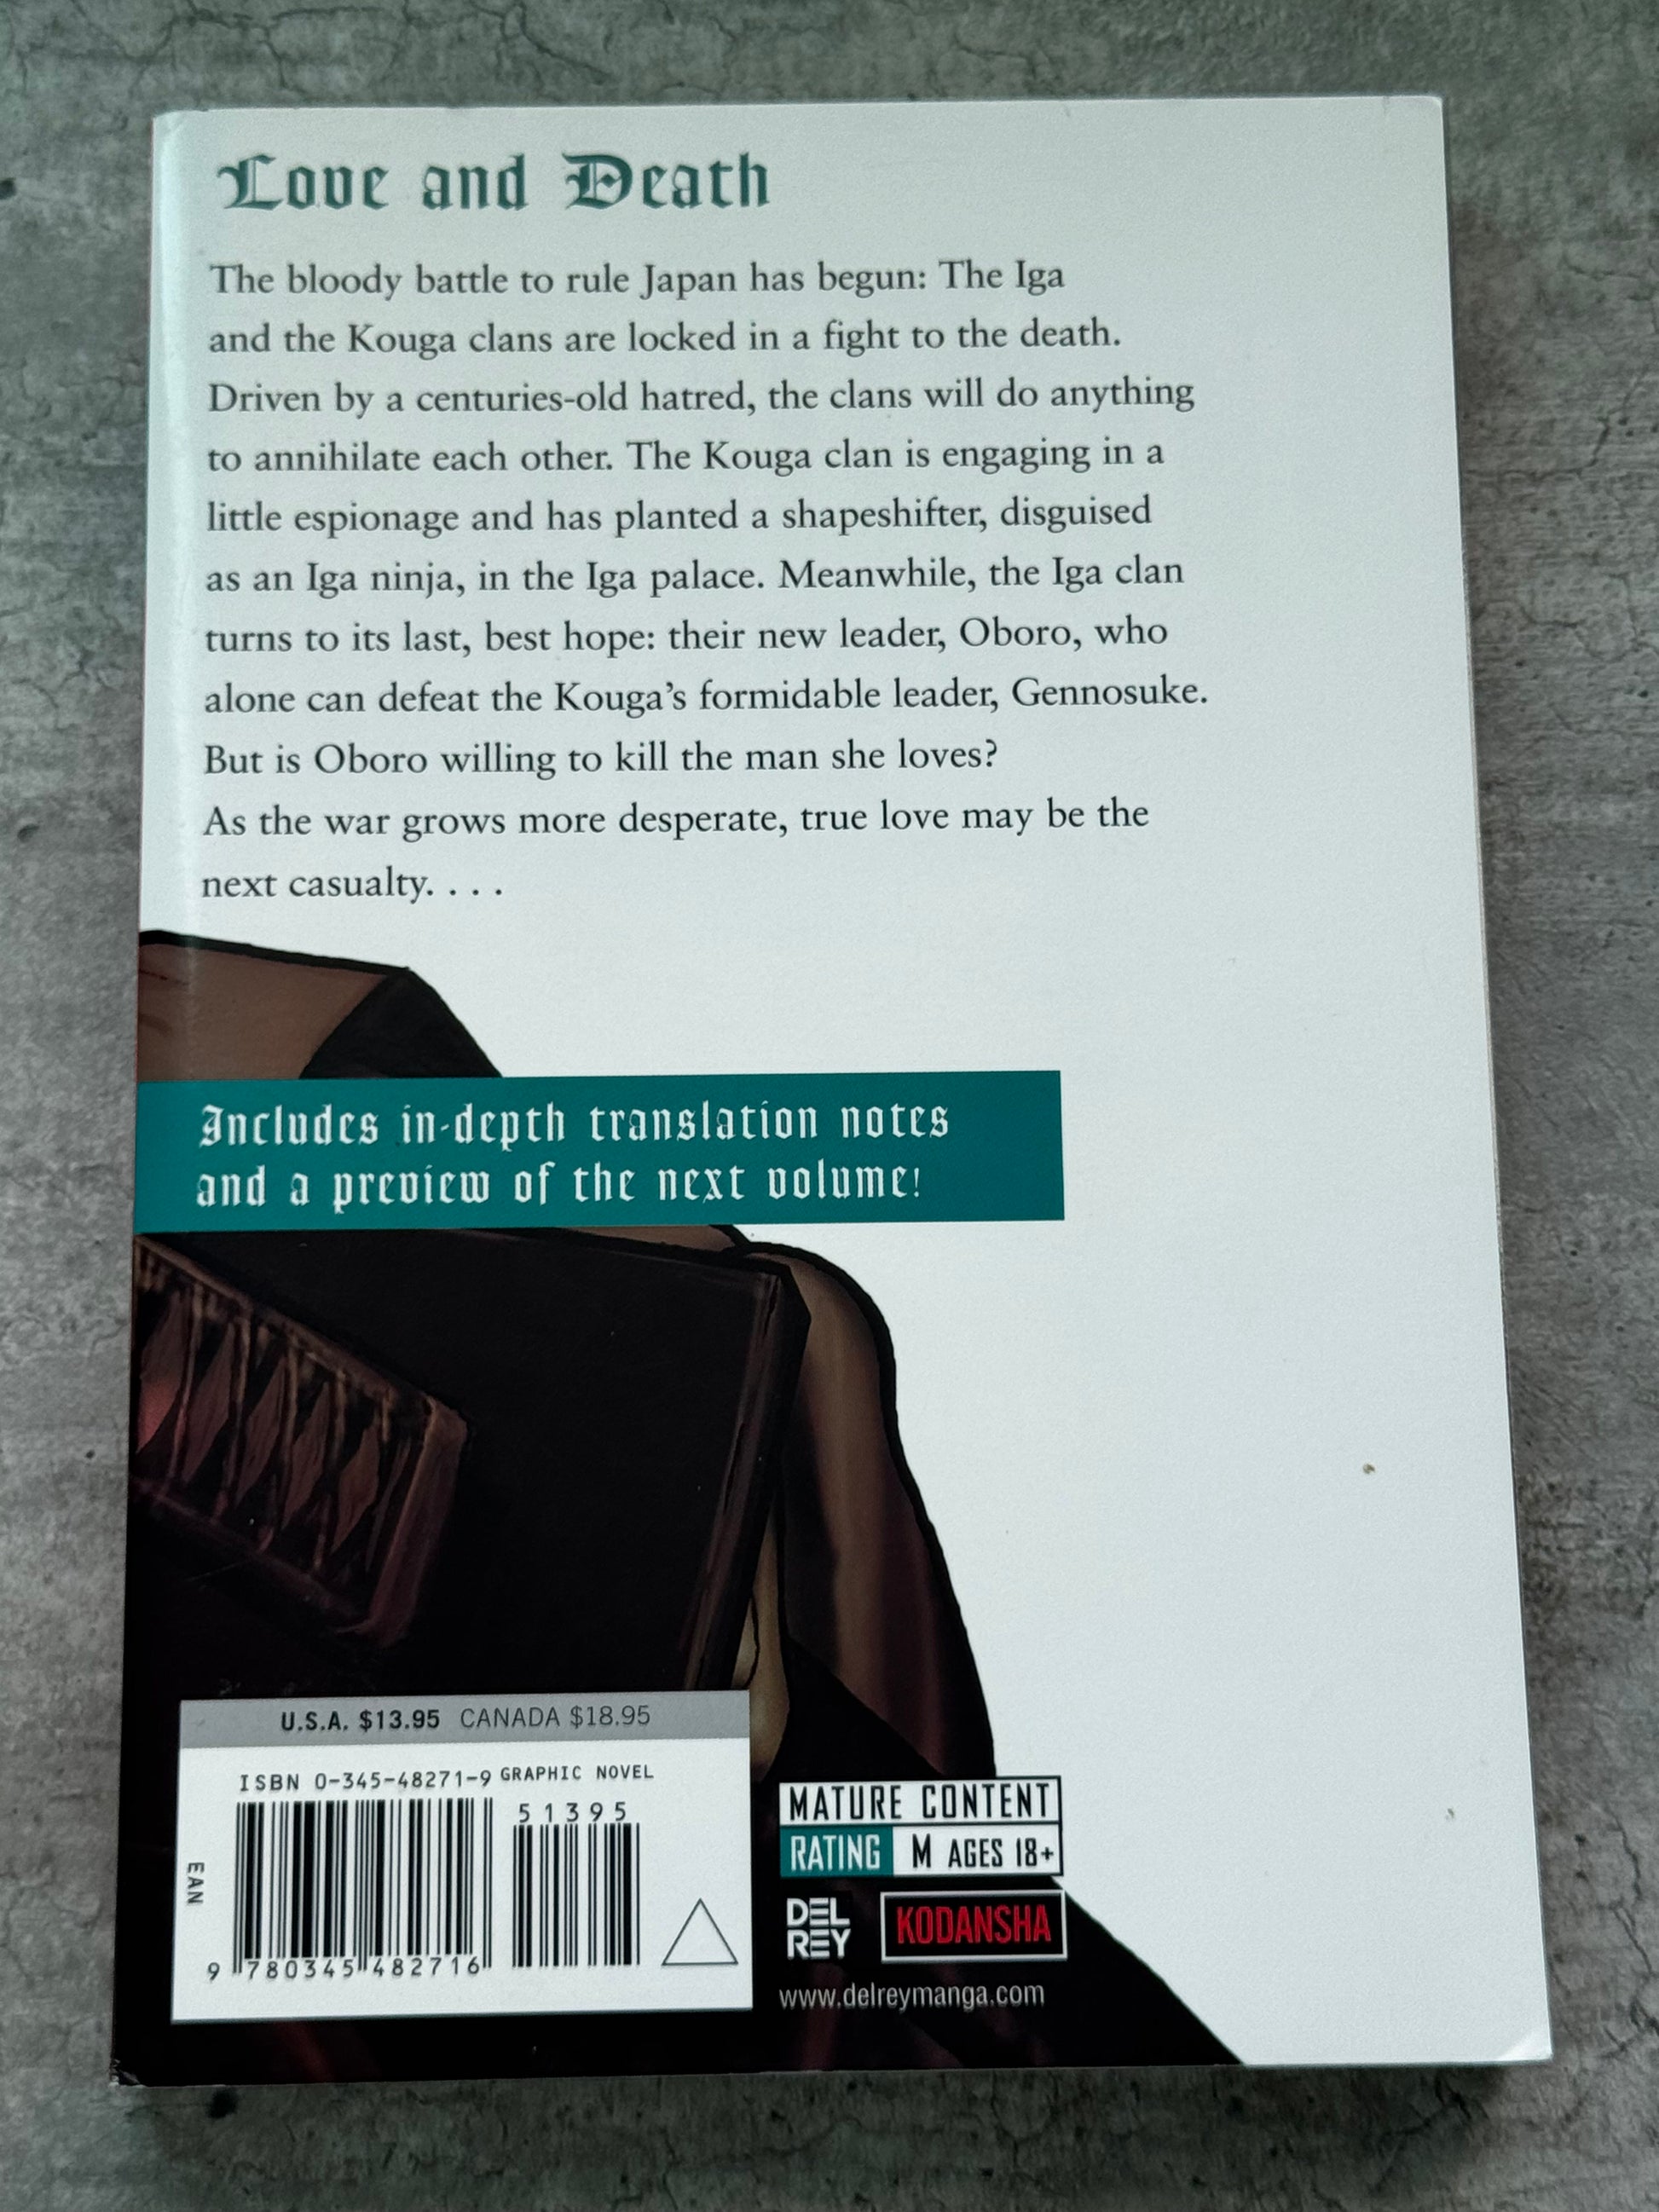 Love and Death
The bloody battle to rule Japan has begun: The Iga
and the Kouga clans are locked in a fight to the death.
Driven by a centuries-old hatred, the clans will do anything
to annihilate each other. The Kouga clan is engaging in a
little espionage and has planted a shapeshifter, disguised
as an Iga ninja, in the Iga palace. Meanwhile, the Iga clan
turns to its last, best hope: their new leader, Oboro, who
alone can defeat the Kouga’s formidable leader, Gennosuke.
But is Oboro willing to kill the man she loves?
As the war grows more desperate, true love may be the
next casualty. . . .
Includes in-depth translation notes
and a preview of the next volume!
U.S.A. $13.95 CANADA $18.95
ISBN 0-345-48271-9 GRAPHIC NOVEL
51395
EAN
9 780345 482716
MATURE CONTENT
RATING M AGES 18+
DEL
REY
KODANSHA
www.delreymanga.com